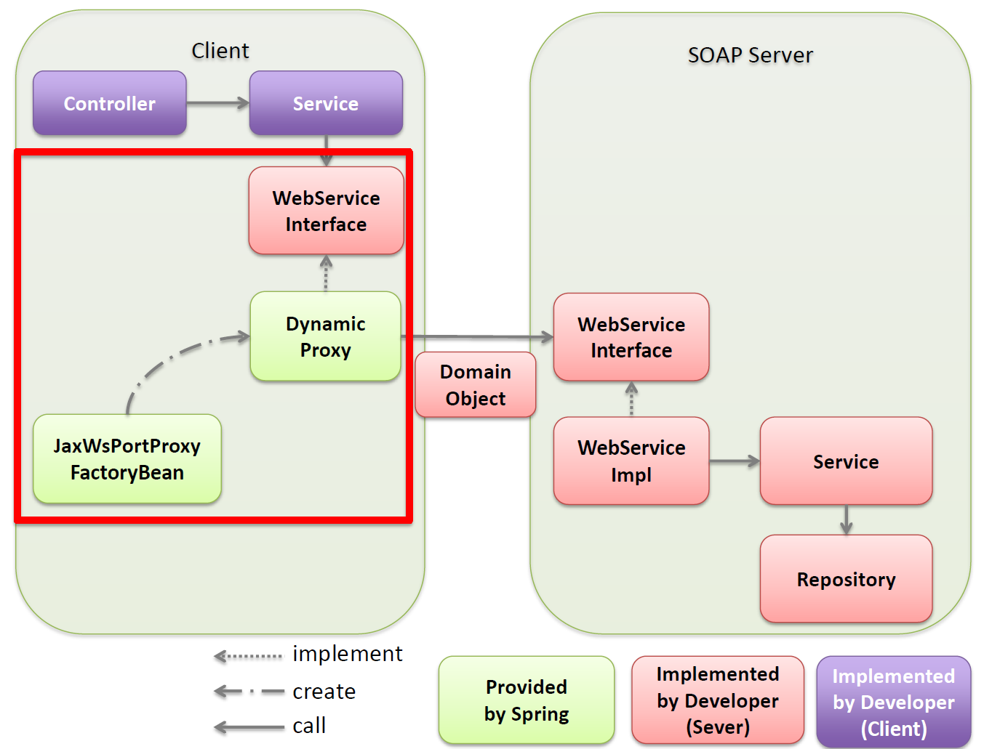 Client
Controller
Service
WebService
Interface
Dynamic
Proxy
JaxWsPortProxy
FactoryBean
Domain
Object
SOAP Server
WebService
Interface
WebService
Impl
Service
Repository
implement
create
call
Provided
by Spring
Implemented
by Developer
(Sever)
Implemented
by Developer
(Client)